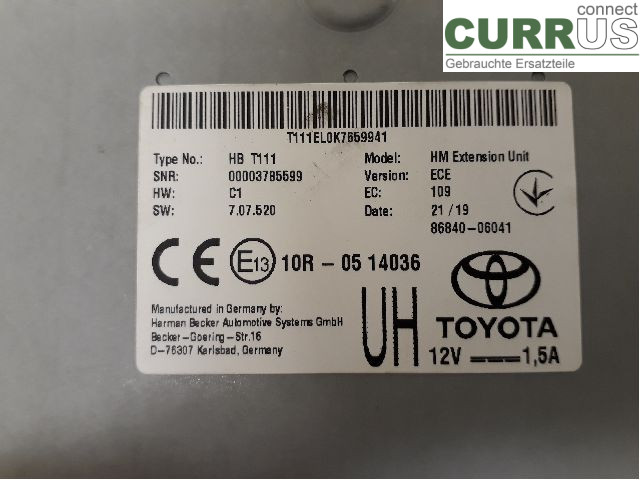 connect
CURRUS
Gebrauchte Ersatzteile
T111EL0K7659941
Type No.: HB T111 Model: HM Extension Unit
SNR: 00003785599 Version: ECE
HW: C1 EC: 109
SW: 7.07.520 Date: 21/19
86840-06041
CE E13 10R - 05 14036
Manufactured in Germany by:
Harman Becker Automotive Systems GmbH
Becker-Goering-Str.16
D-76307 Karlsbad, Germany
UH
TOYOTA
12V 1,5A